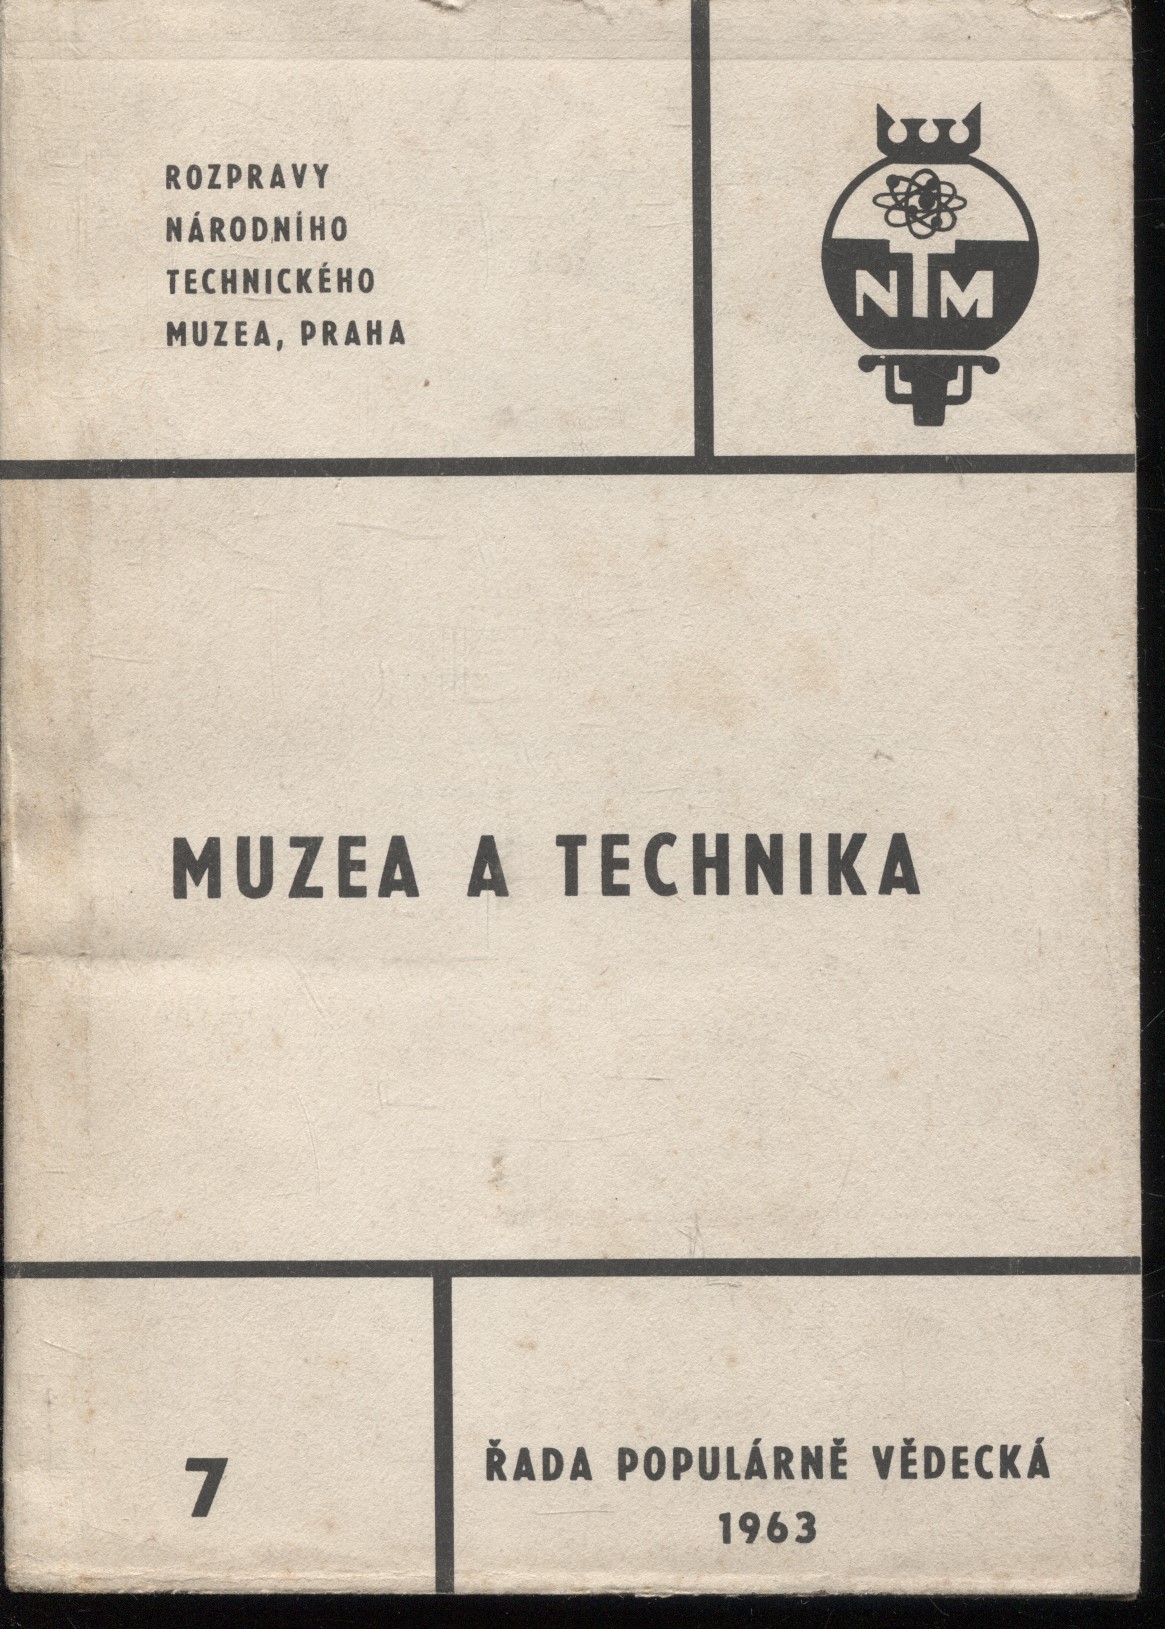 ROZPRAVY
NÁRODNÍHO
TECHNICKÉHO
MUZEA, PRAHA
NTM
MUZEA A TECHNIKA
7
ŘADA POPULÁRNĚ VĚDECKÁ
1963